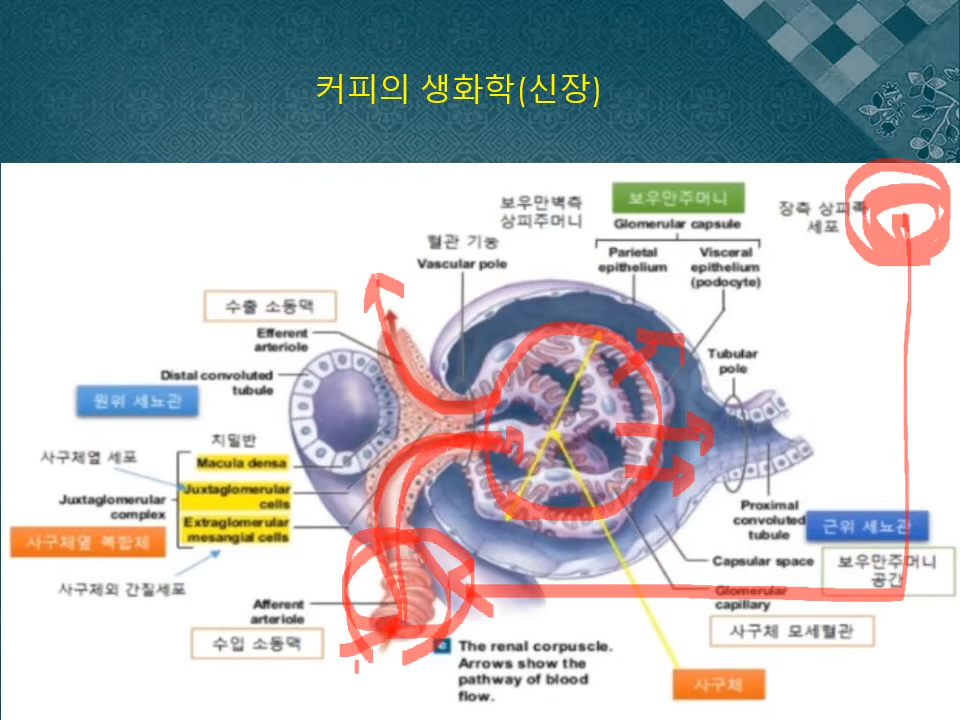 커피의 생화학(신장)
보우만주머니
보우만벽측
상피주머니
장측 상피족
세포
Glomerular capsule
혈관 기능
Vascular pole
Parietal
epithelium
Visceral
epithelium
(podocyte)
수출 소동맥
Efferent
arteriole
Tubular
pole
Distal convoluted
tubule
원위 세뇨관
치밀반
사구체옆 세포
Macula densa
Juxtaglomerular
cells
Juxtaglomerular
complex
Extraglomerular
mesangial cells
사구체옆 복합체
Proximal
convoluted
tubule
근위 세뇨관
Capsular space
보우만주머니
공간
사구체외 간질세포
Glomerular
capillary
Afferent
arteriole
사구체 모세혈관
수입 소동맥
The renal corpuscle.
Arrows show the
pathway of blood
flow.
사구체